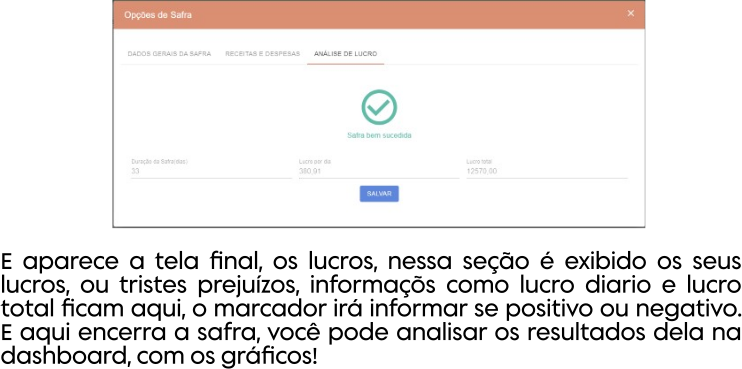 Opções de Safra ×
DADOS GERAIS DA SAFRA RECEITAS E DESPESAS ANÁLISE DE LUCRO
Safra bem sucedida
Duração da Safra(dias) Lucro por dia Lucro total
33 380,91 12570,00
SALVAR
E aparece a tela final, os lucros, nessa seção é exibido os seus
lucros, ou tristes prejuízos, informaçõs como lucro diario e lucro
total ficam aqui, o marcador irá informar se positivo ou negativo.
E aqui encerra a safra, você pode analisar os resultados dela na
dashboard, com os gráficos!